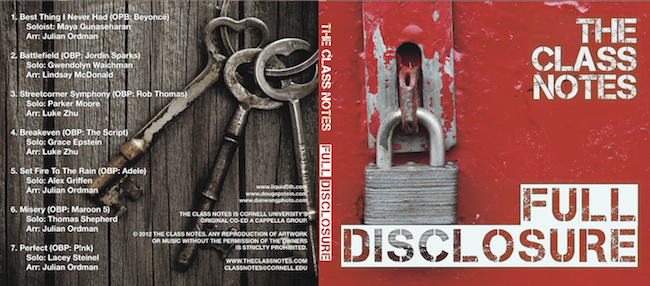 1. Best Thing I Never Had (OPB: Beyoncé)
Soloist: Maya Gunaseharan
Arr: Julian Ordman
2. Battlefield (OBP: Jordin Sparks)
Solo: Gwendolyn Waichman
Arr: Lindsay McDonald
3. Streetcorner Symphony (OBP: Rob Thomas)
Solo: Parker Moore
Arr: Luke Zhu
4. Breakeven (OBP: The Script)
Solo: Grace Epstein
Arr: Luke Zhu
5. Set Fire To The Rain (OBP: Adele)
Solo: Alex Griffen
Arr: Julian Ordman
6. Misery (OBP: Maroon 5)
Solo: Thomas Shepherd
Arr: Julian Ordman
7. Perfect (OBP: P!nk)
Solo: Lacey Steinel
Arr: Julian Ordman
www.liquid5th.com
www.dougopstein.com
www.danwangphoto.com
THE CLASS NOTES IS CORNELL UNIVERSITY'S
ORIGINAL CO-ED A CAPPELLA GROUP.
© 2012 THE CLASS NOTES. ANY REPRODUCTION OF ARTWORK
OR MUSIC WITHOUT THE PERMISSION OF THE OWNERS
IS STRICTLY PROHIBITED.
WWW.THECLASSNOTES.COM
CLASSNOTES@CORNELL.EDU
THE CLASS NOTES FULL DISCLOSURE
THE
CLASS
NOTES
FULL
DISCLOSURE